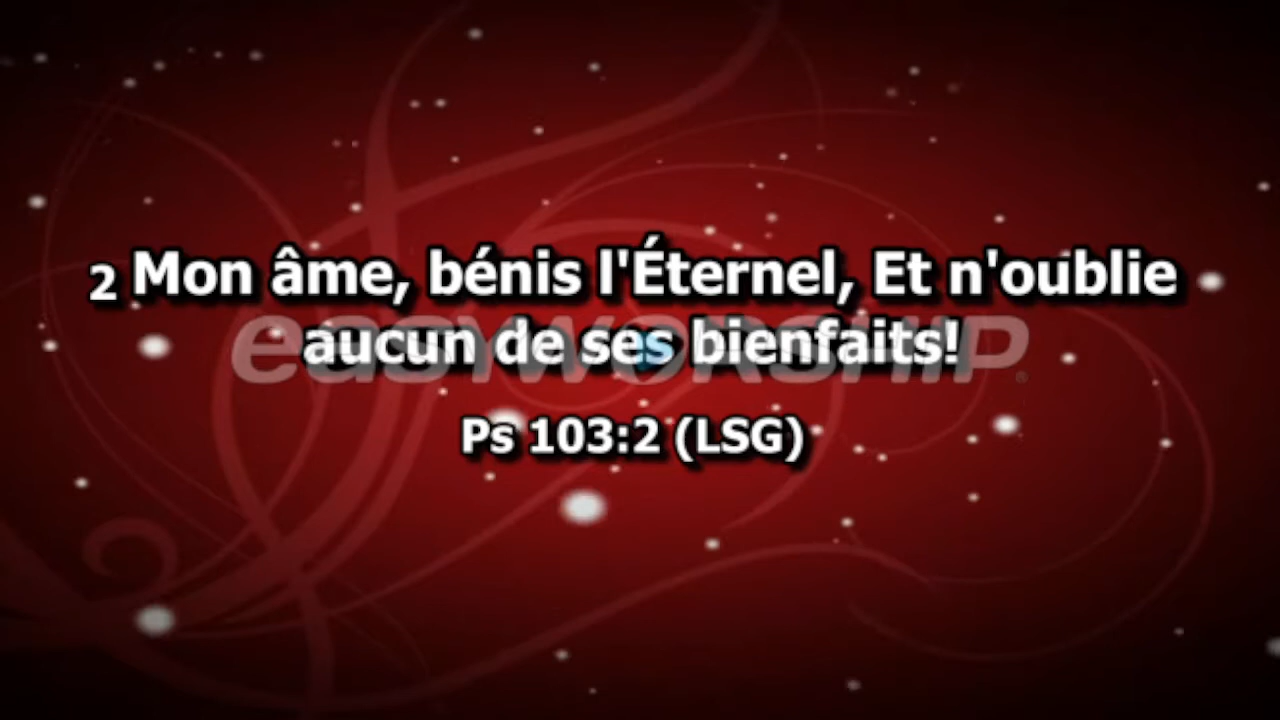 2 Mon âme, bénis l'Éternel, Et n'oublie
aucun de ses bienfaits!
easyworship®
Ps 103:2 (LSG)